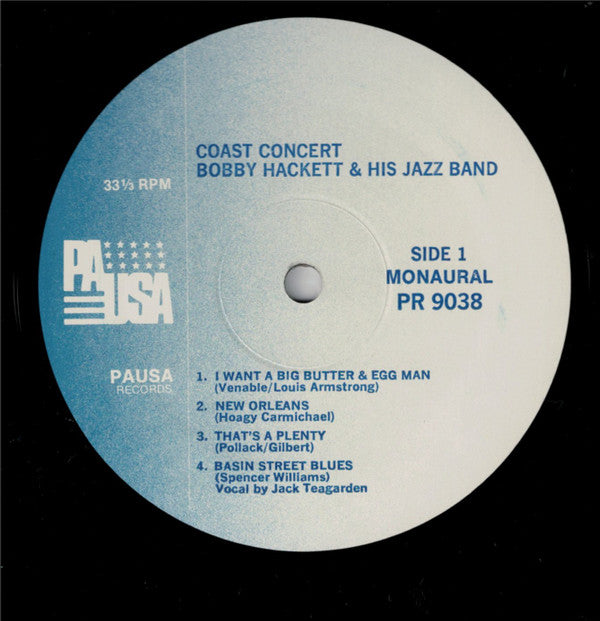 COAST CONCERT
BOBBY HACKETT & HIS JAZZ BAND
33⅓ RPM
PAUSA
SIDE 1
MONAURAL
PR 9038
PAUSA
RECORDS
1. I WANT A BIG BUTTER & EGG MAN
(Venable/Louis Armstrong)
2. NEW ORLEANS
(Hoagy Carmichael)
3. THAT'S A PLENTY
(Pollack/Gilbert)
4. BASIN STREET BLUES
(Spencer Williams)
Vocal by Jack Teagarden